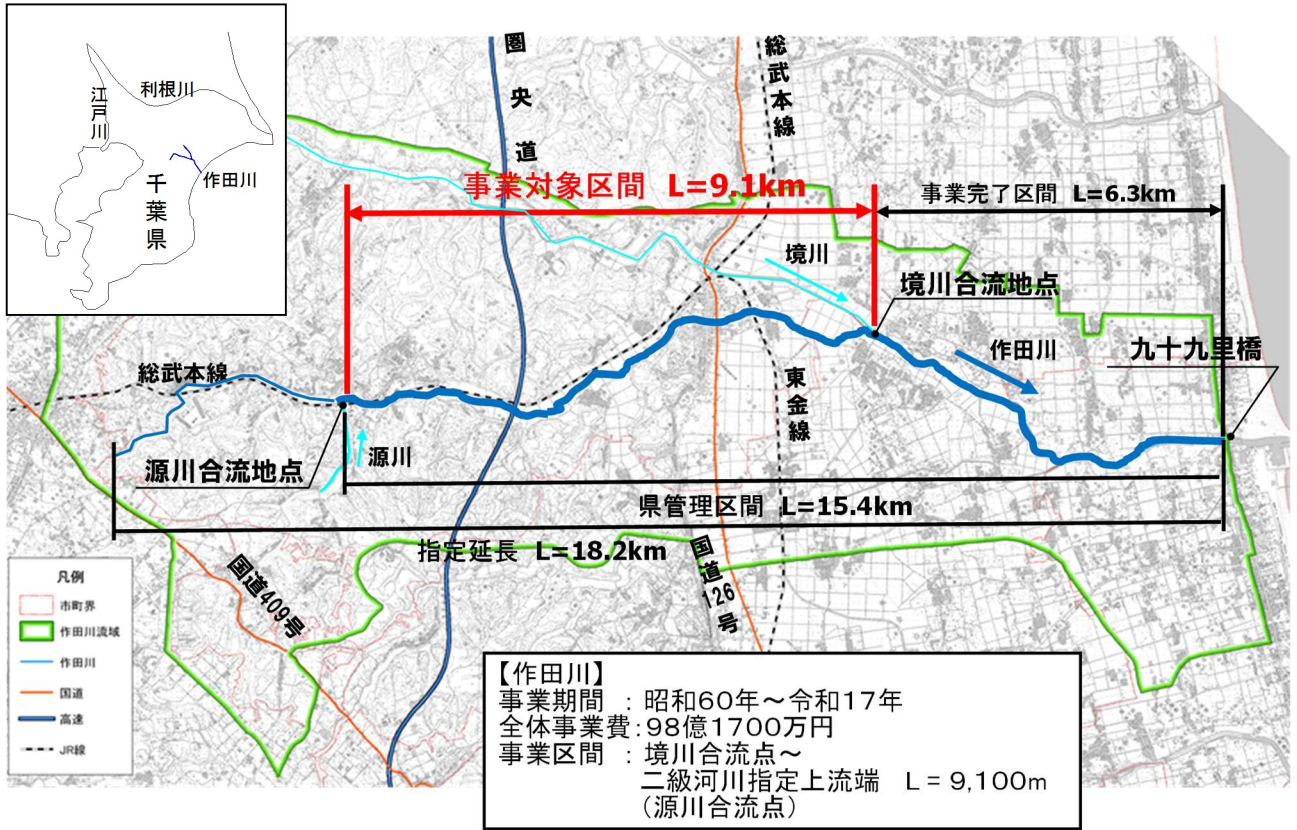 利根川
江戸川
作田川
千葉県
圏央道
総武本線
事業対象区間 L=9.1km
事業完了区間 L=6.3km
境川
境川合流地点
作田川
九十九里橋
総武本線
東金線
源川合流地点
源川
県管理区間 L=15.4km
指定延長 L=18.2km
国道409号
国道126号
凡例
市町界
作田川流域
作田川
国道
高速
JR線
【作田川】
事業期間 : 昭和60年～令和17年
全体事業費:98億1700万円
事業区間 : 境川合流点～
二級河川指定上流端 L = 9,100m
(源川合流点)